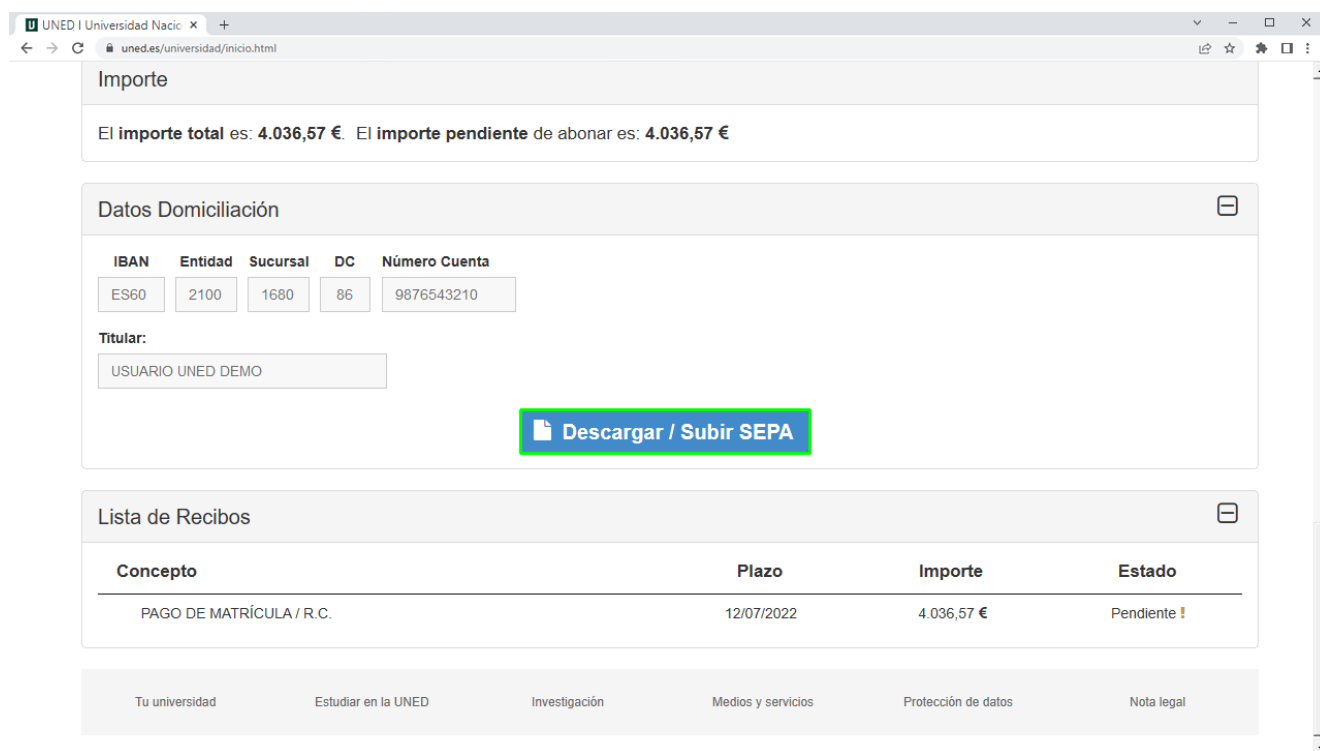 UNED I Universidad Nacio
uned.es/universidad/inicio.html
Importe
El importe total es: 4.036,57 €. El importe pendiente de abonar es: 4.036,57 €
Datos Domiciliación
IBAN Entidad Sucursal DC Número Cuenta
ES60 2100 1680 86 9876543210
Titular:
USUARIO UNED DEMO
Descargar / Subir SEPA
Lista de Recibos
Concepto Plazo Importe Estado
PAGO DE MATRÍCULA / R.C. 12/07/2022 4.036,57 € Pendiente !
Tu universidad Estudiar en la UNED Investigación Medios y servicios Protección de datos Nota legal